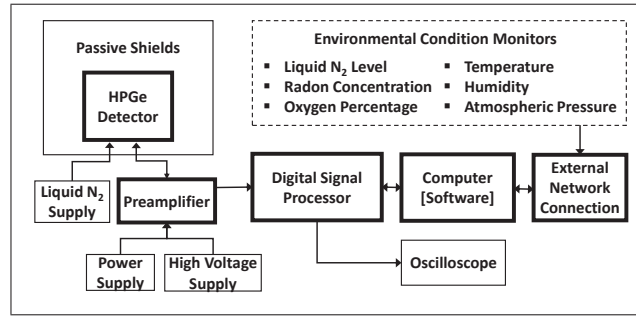 Passive Shields
HPGe
Detector
Environmental Condition Monitors
▪ Liquid N₂ Level
▪ Radon Concentration
▪ Oxygen Percentage
▪ Temperature
▪ Humidity
▪ Atmospheric Pressure
Liquid N₂
Supply
Preamplifier
Digital Signal
Processor
Computer
[Software]
External
Network
Connection
Power
Supply
High Voltage
Supply
Oscilloscope